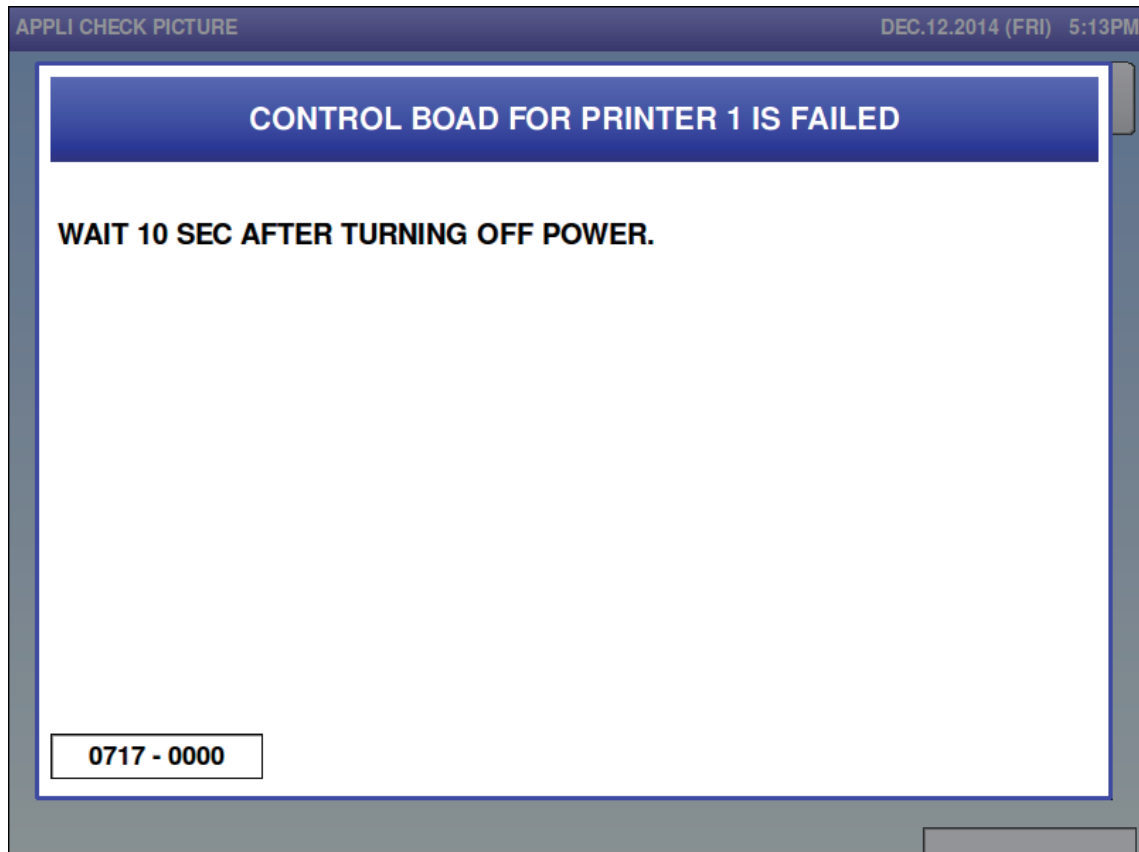 APPLI CHECK PICTURE DEC.12.2014 (FRI) 5:13PM
CONTROL BOAD FOR PRINTER 1 IS FAILED
WAIT 10 SEC AFTER TURNING OFF POWER.
0717 - 0000